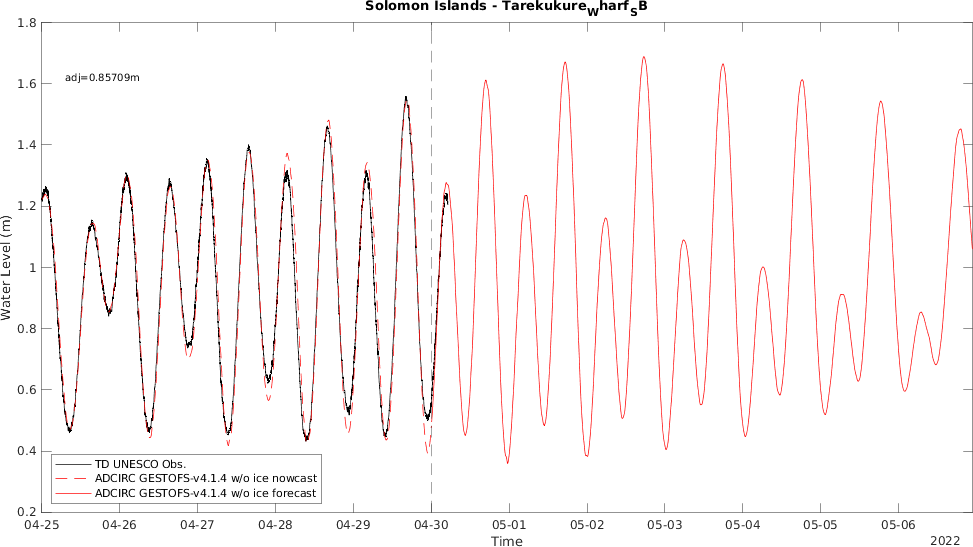 Solomon Islands - Tarekukure_Wharf_SB
adj=0.85709m
Water Level (m)
1.8
1.6
1.4
1.2
1
0.8
0.6
0.4
0.2
TD UNESCO Obs.
ADCIRC GESTOFS-v4.1.4 w/o ice nowcast
ADCIRC GESTOFS-v4.1.4 w/o ice forecast
04-25 04-26 04-27 04-28 04-29 04-30 05-01 05-02 05-03 05-04 05-05 05-06
Time
2022